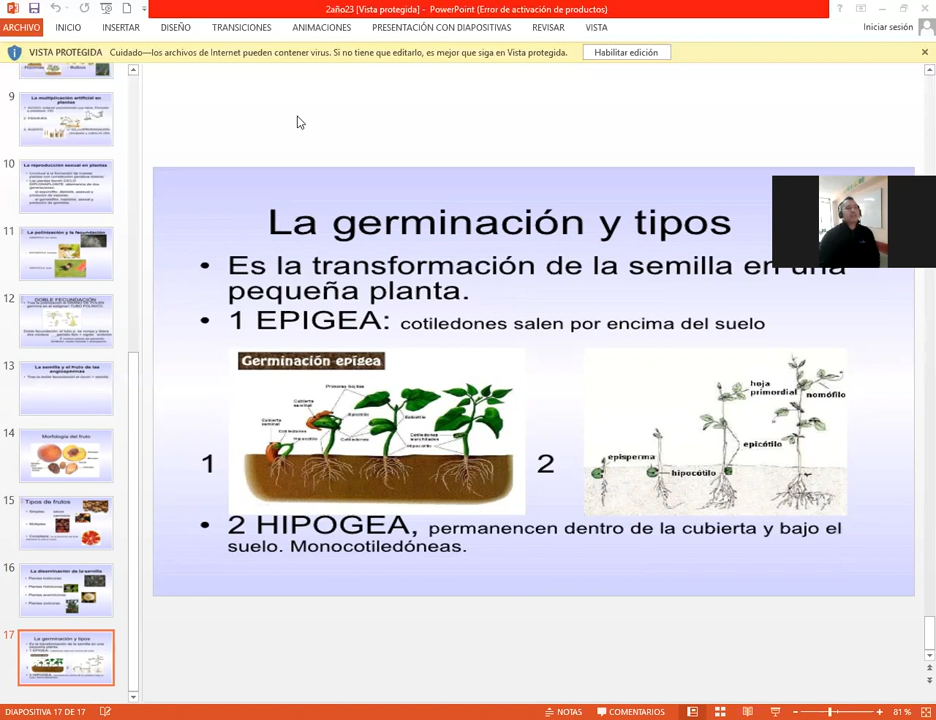 2año23 [Vista protegida] - PowerPoint (Error de activación de productos)
ARCHIVO INICIO INSERTAR DISEÑO TRANSICIONES ANIMACIONES PRESENTACIÓN CON DIAPOSITIVAS REVISAR VISTA Iniciar sesión
VISTA PROTEGIDA Cuidado—los archivos de Internet pueden contener virus. Si no tiene que editarlo, es mejor que siga en Vista protegida. Habilitar edición
9
La multiplicación artificial en plantas
10
La reproducción sexual en plantas
11
La polinización y la fecundación
12
DOBLE FECUNDACIÓN
13
La semilla y el fruto de las angiospermas
14
Morfología del fruto
15
Tipos de frutos
16
La diseminación de la semilla
17
La germinación y tipos
La germinación y tipos
• Es la transformación de la semilla en una
pequeña planta.
• 1 EPIGEA: cotiledones salen por encima del suelo
Germinación epígea
Primeras hojas
Cubierta seminal
Epicótilo
Cotiledones
Hipocótilo
1
2
hoja primordial
nomófilo
epicótilo
episperma
hipocótilo
• 2 HIPOGEA, permanencen dentro de la cubierta y bajo el
suelo. Monocotiledóneas.
DIAPOSITIVA 17 DE 17 NOTAS COMENTARIOS 81 %